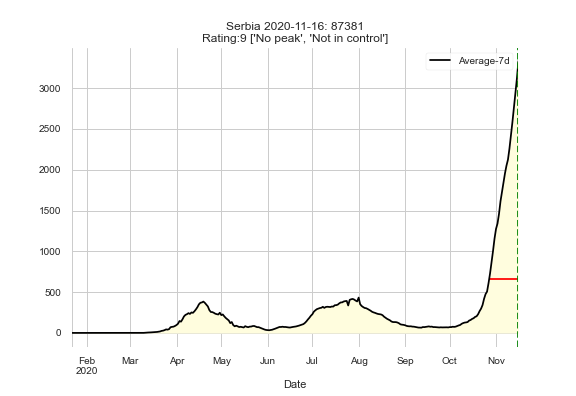 Serbia 2020-11-16: 87381
Rating:9 ['No peak', 'Not in control']
Average-7d
3000
2500
2000
1500
1000
500
0
Feb Mar Apr May Jun Jul Aug Sep Oct Nov
2020
Date